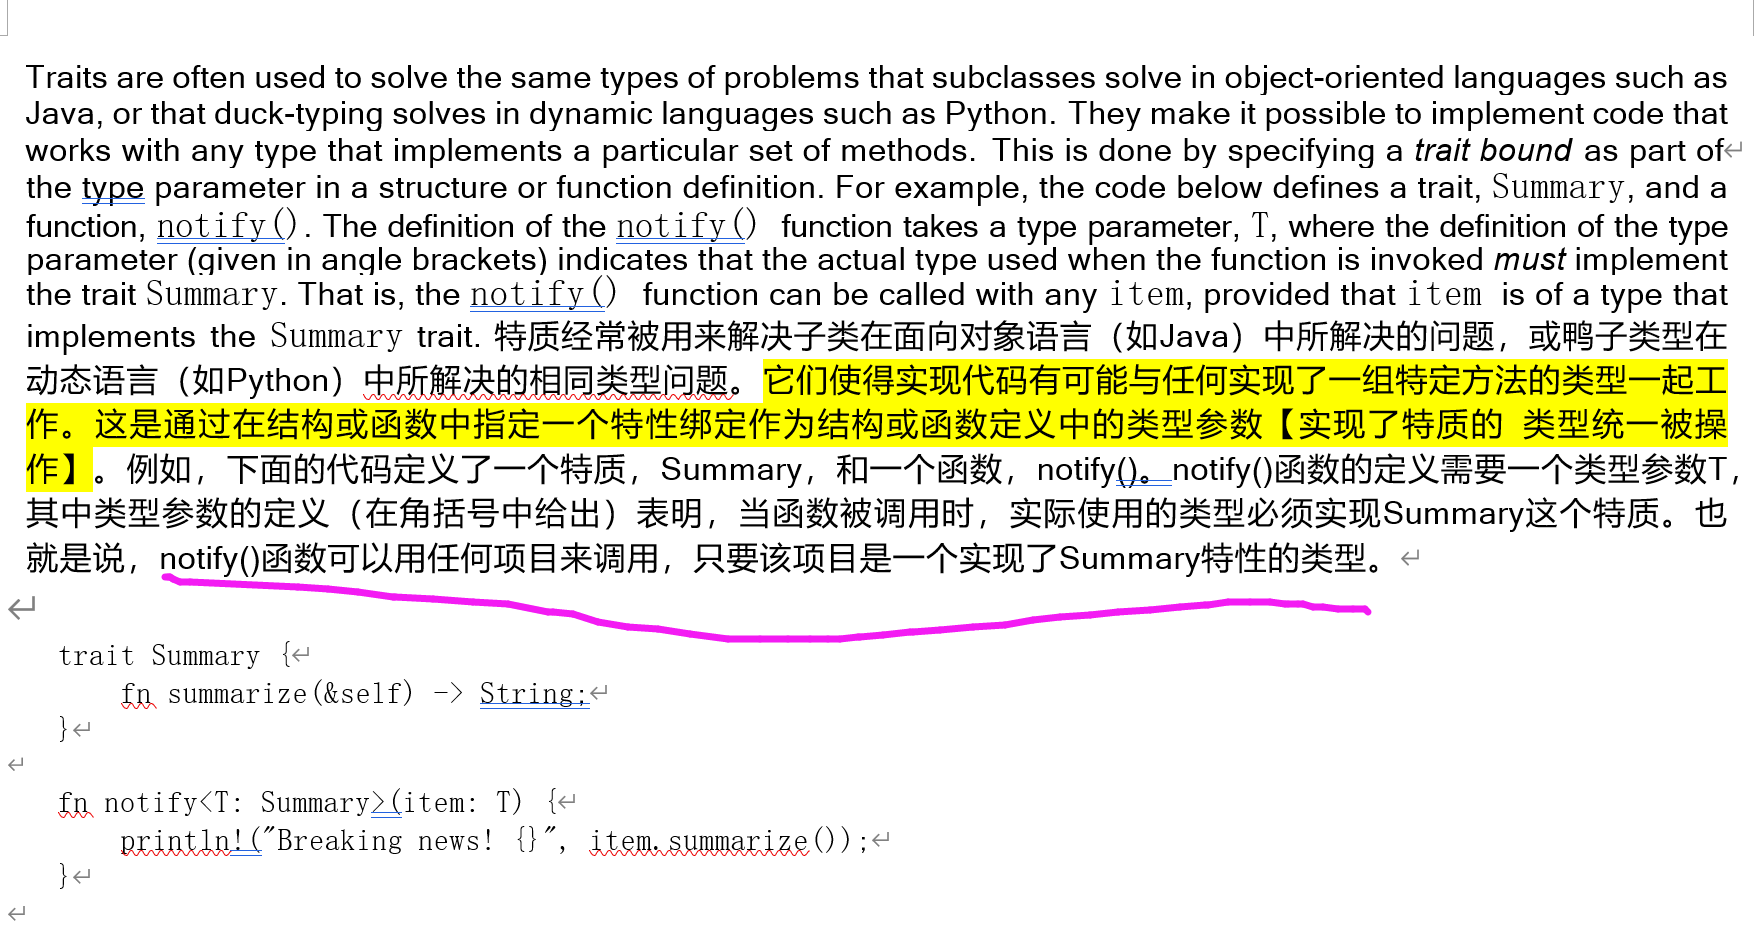 Traits are often used to solve the same types of problems that subclasses solve in object-oriented languages such as
Java, or that duck-typing solves in dynamic languages such as Python. They make it possible to implement code that
works with any type that implements a particular set of methods. This is done by specifying a trait bound as part of
the type parameter in a structure or function definition. For example, the code below defines a trait, Summary, and a
function, notify(). The definition of the notify() function takes a type parameter, T, where the definition of the type
parameter (given in angle brackets) indicates that the actual type used when the function is invoked must implement
the trait Summary. That is, the notify() function can be called with any item, provided that item is of a type that
implements the Summary trait. 特质经常被用来解决子类在面向对象语言（如Java）中所解决的问题，或鸭子类型在
动态语言（如Python）中所解决的相同类型问题。它们使得实现代码有可能与任何实现了一组特定方法的类型一起工
作。这是通过在结构或函数中指定一个特性绑定作为结构或函数定义中的类型参数【实现了特质的 类型统一被操
作】。例如，下面的代码定义了一个特质，Summary，和一个函数，notify()。notify()函数的定义需要一个类型参数T，
其中类型参数的定义（在角括号中给出）表明，当函数被调用时，实际使用的类型必须实现Summary这个特质。也
就是说，notify()函数可以用任何项目来调用，只要该项目是一个实现了Summary特性的类型。
trait Summary {
fn summarize(&self) -> String;
}
fn notify<T: Summary>(item: T) {
println!("Breaking news! {}", item.summarize());
}